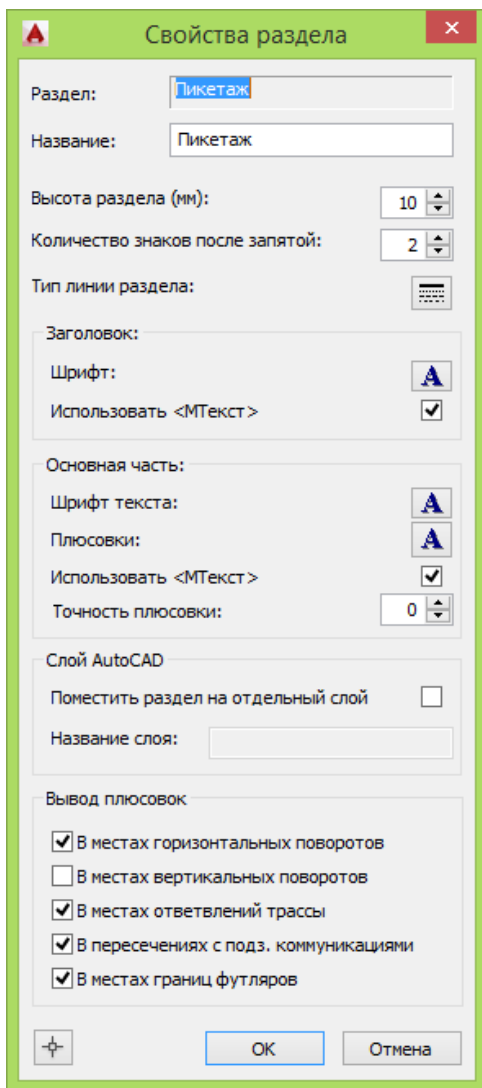 Свойства раздела
Раздел: Пикетаж
Название: Пикетаж
Высота раздела (мм): 10
Количество знаков после запятой: 2
Тип линии раздела:
Заголовок:
Шрифт: A
Использовать <МТекст>
Основная часть:
Шрифт текста: A
Плюсовки: A
Использовать <МТекст>
Точность плюсовки: 0
Слой AutoCAD
Поместить раздел на отдельный слой
Название слоя:
Вывод плюсовок
В местах горизонтальных поворотов
В местах вертикальных поворотов
В местах ответвлений трассы
В пересечениях с подз. коммуникациями
В местах границ футляров
ОК Отмена